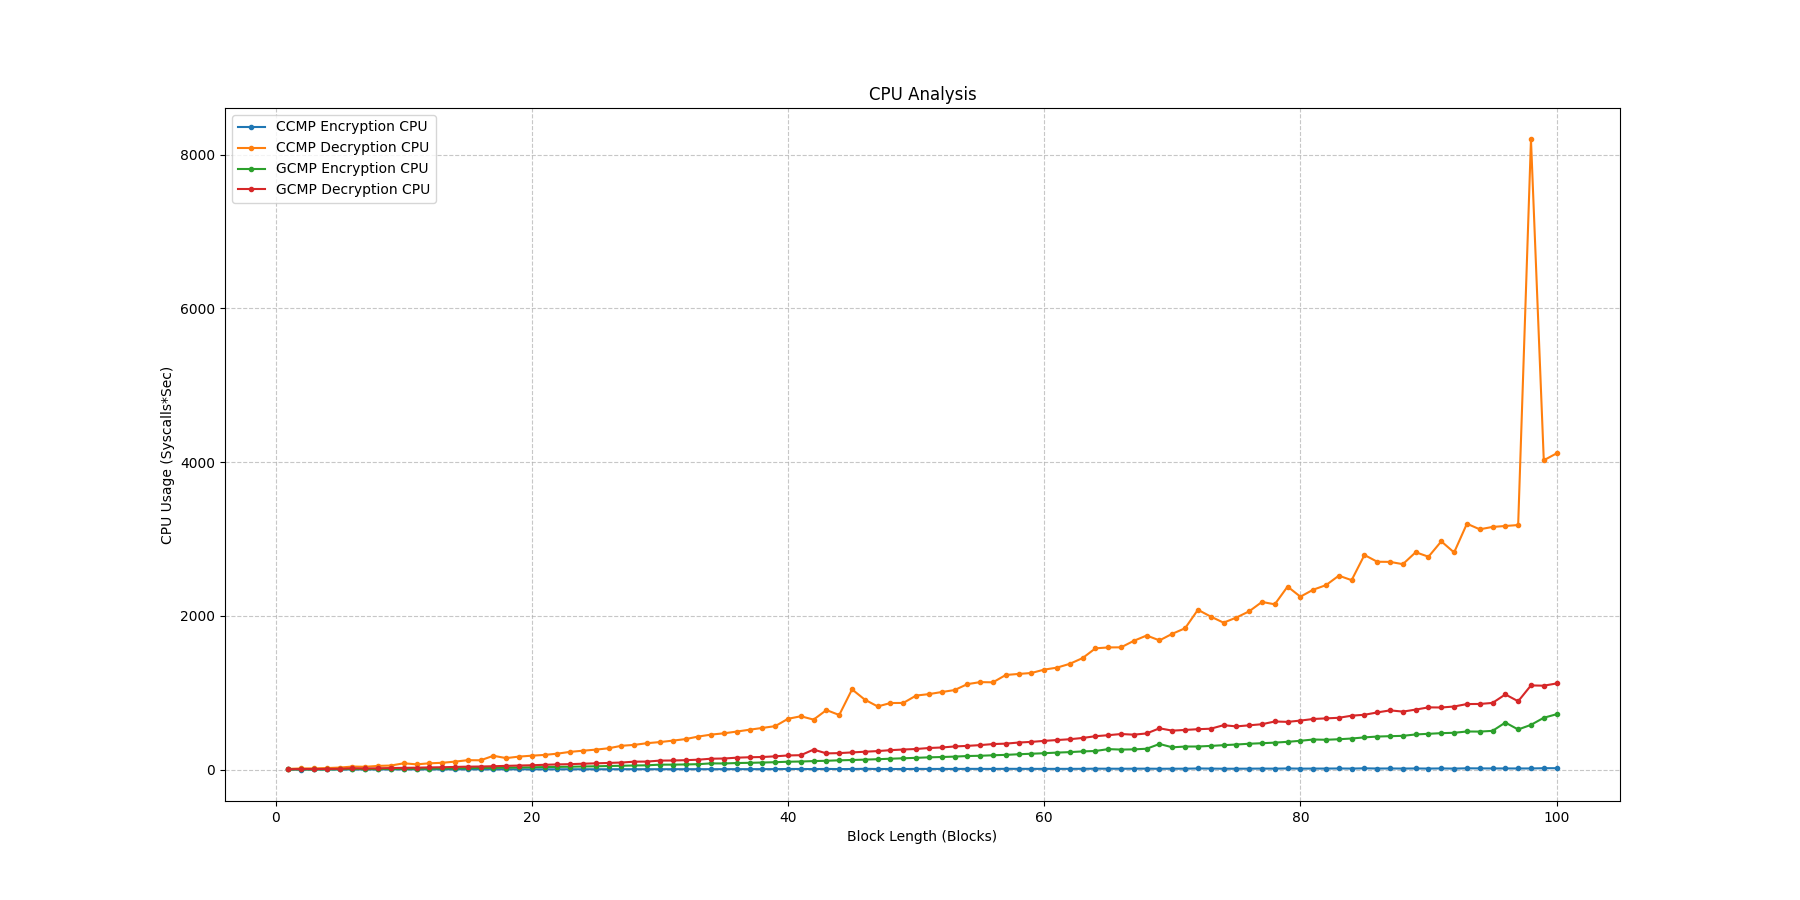 CPU Analysis
CCMP Encryption CPU
CCMP Decryption CPU
GCMP Encryption CPU
GCMP Decryption CPU
CPU Usage (Syscalls*Sec)
8000
6000
4000
2000
0
0 20 40 60 80 100
Block Length (Blocks)